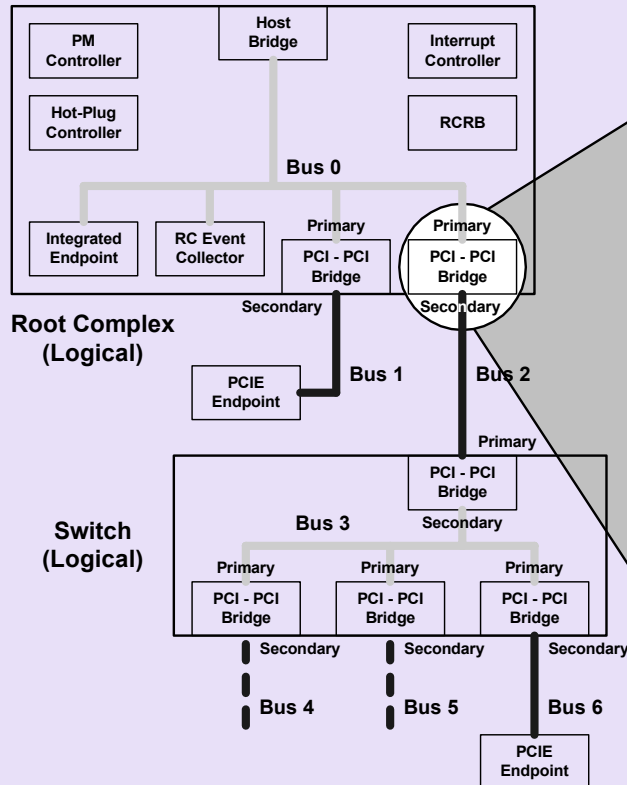 Host
Bridge
PM
Controller
Interrupt
Controller
Hot-Plug
Controller
RCRB
Bus 0
Primary
Primary
Integrated
Endpoint
RC Event
Collector
PCI - PCI
Bridge
PCI - PCI
Bridge
Secondary
Secondary
Root Complex
(Logical)
Bus 1
Bus 2
PCIE
Endpoint
Primary
PCI - PCI
Bridge
Secondary
Switch
(Logical)
Bus 3
Primary
Primary
Primary
PCI - PCI
Bridge
PCI - PCI
Bridge
PCI - PCI
Bridge
Secondary
Secondary
Secondary
Bus 4
Bus 5
Bus 6
PCIE
Endpoint